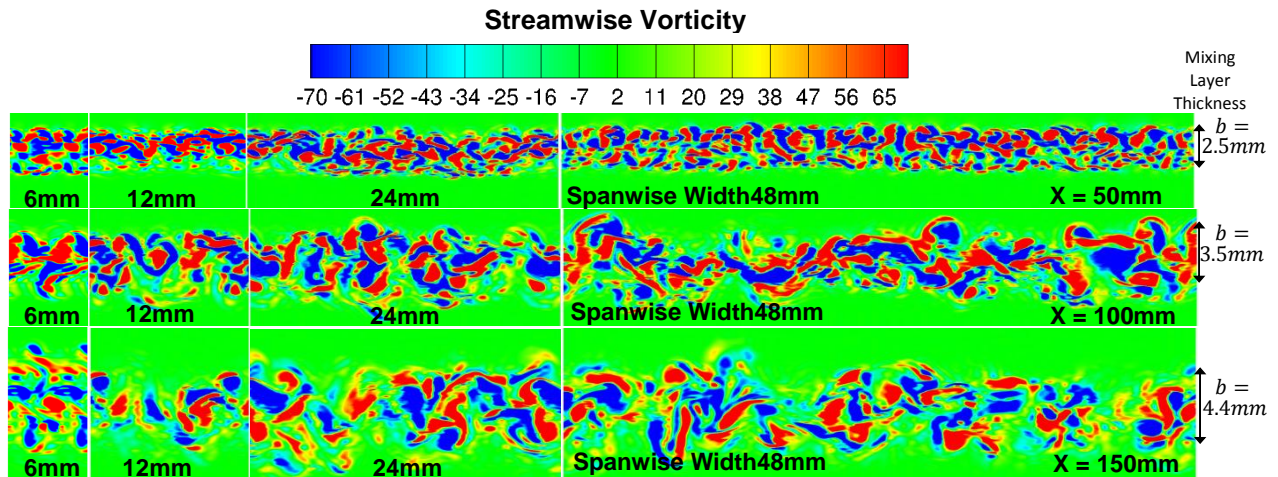 Streamwise Vorticity
-70 -61 -52 -43 -34 -25 -16 -7 2 11 20 29 38 47 56 65
Mixing
Layer
Thickness
b =
2.5mm
6mm 12mm 24mm Spanwise Width48mm X = 50mm
b =
3.5mm
6mm 12mm 24mm Spanwise Width48mm X = 100mm
b =
4.4mm
6mm 12mm 24mm Spanwise Width48mm X = 150mm